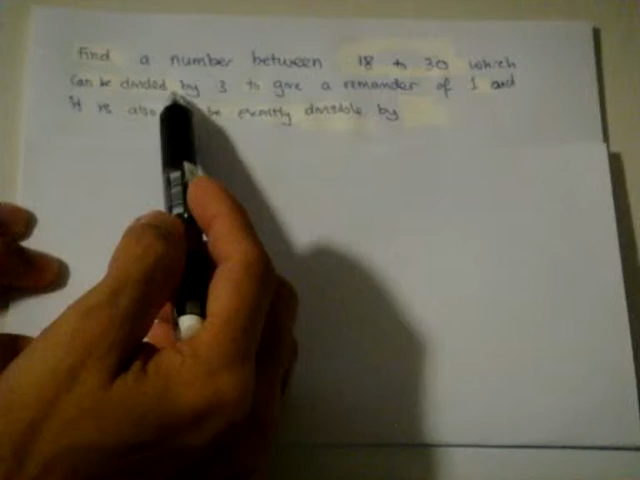 Find a number between 18 to 30 which
can be divided by 3 to give a remainder of 1 and
it is also be exactly divisible by